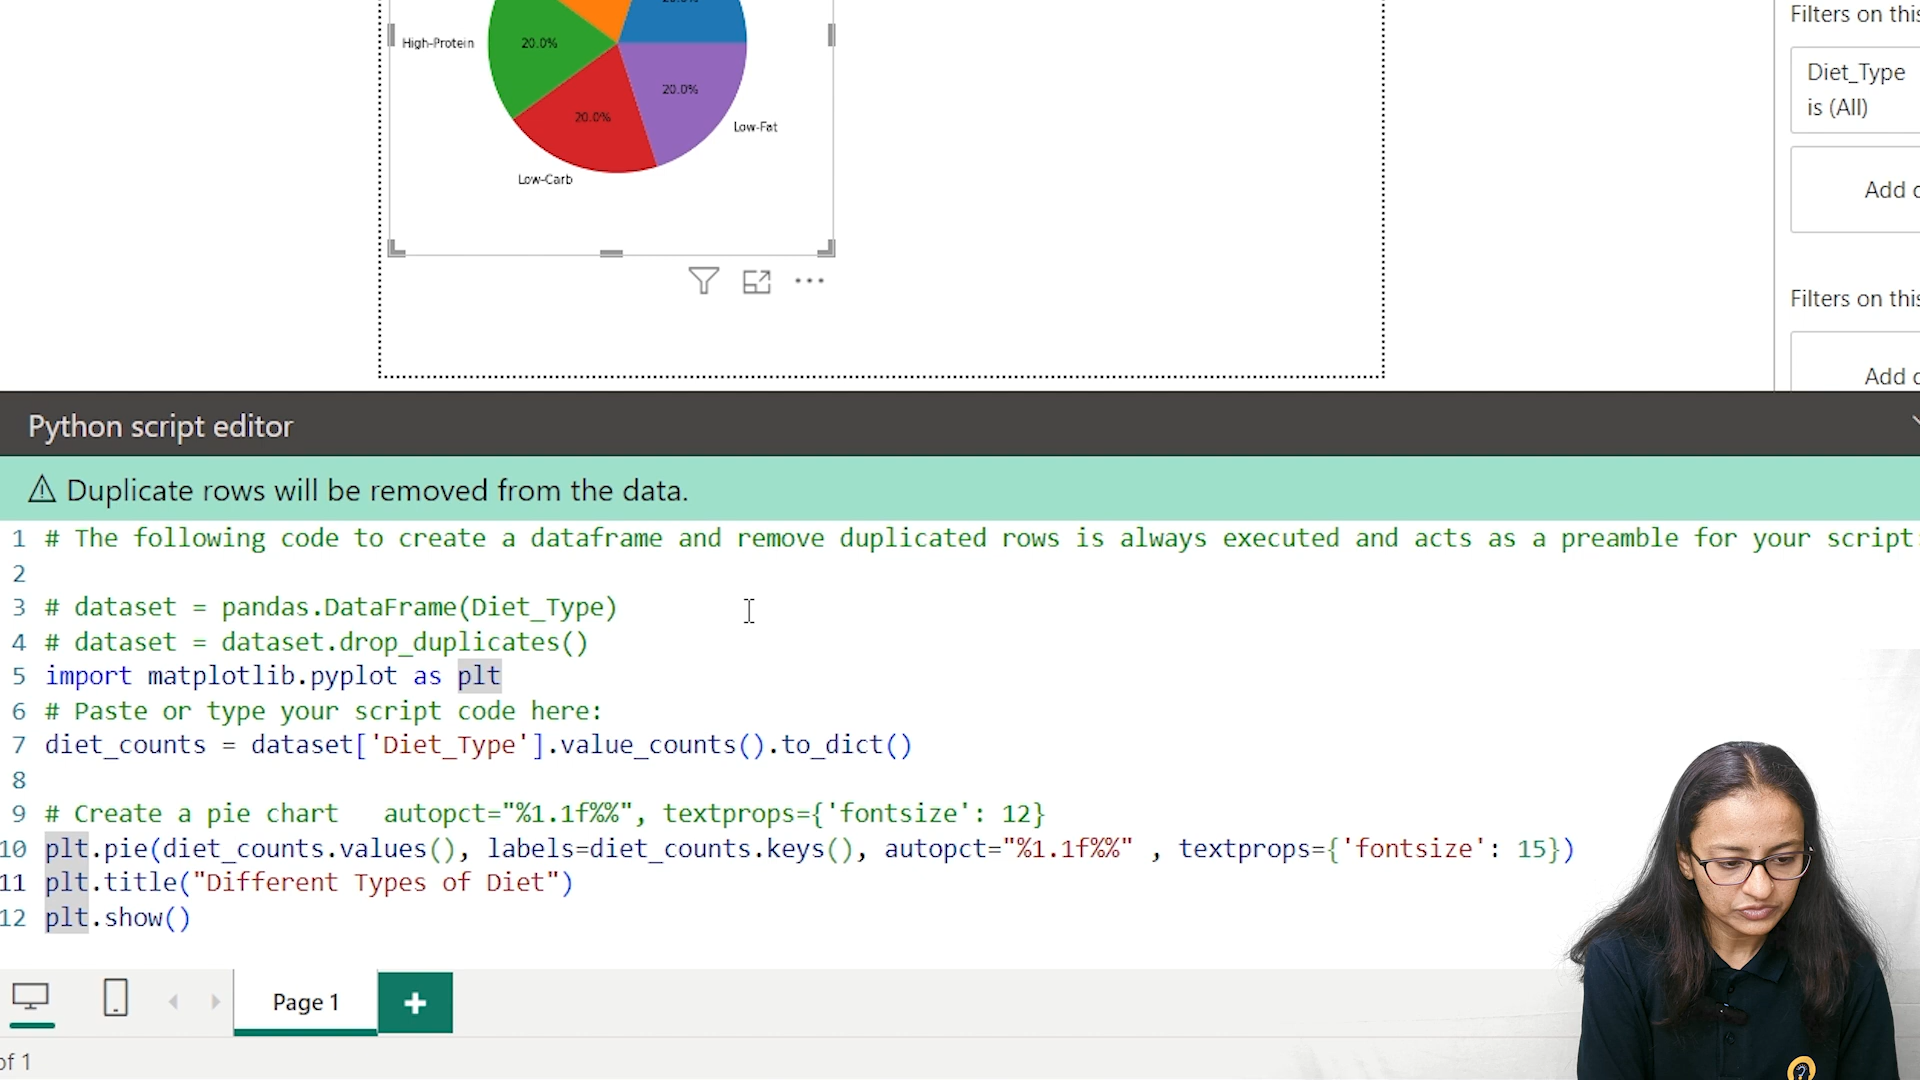 Filters on this
High-Protein
20.0%
Diet_Type
is (All)
20.0%
20.0%
Low-Fat
Low-Carb
Add
Filters on this
Add
Python script editor
⚠ Duplicate rows will be removed from the data.
1 # The following code to create a dataframe and remove duplicated rows is always executed and acts as a preamble for your script
2
3 # dataset = pandas.DataFrame(Diet_Type)
4 # dataset = dataset.drop_duplicates()
5 import matplotlib.pyplot as plt
6 # Paste or type your script code here:
7 diet_counts = dataset['Diet_Type'].value_counts().to_dict()
8
9 # Create a pie chart   autopct="%1.1f%%", textprops={'fontsize': 12}
10 plt.pie(diet_counts.values(), labels=diet_counts.keys(), autopct="%1.1f%%" , textprops={'fontsize': 15})
11 plt.title("Different Types of Diet")
12 plt.show()
Page 1
of 1